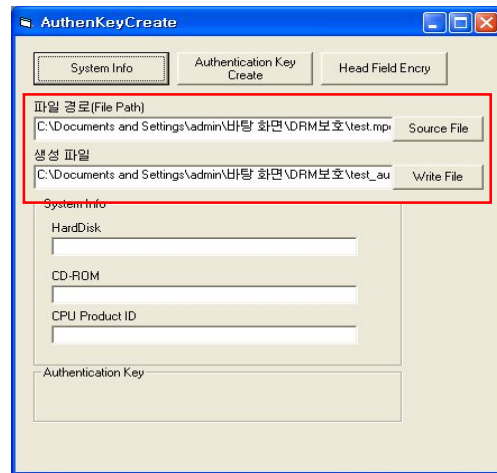 AuthenKeyCreate
System Info
Authentication Key
Create
Head Field Encry
파일 경로(File Path)
C:\Documents and Settings\admin\바탕 화면\DRM보호\test.mp
Source File
생성 파일
C:\Documents and Settings\admin\바탕 화면\DRM보호\test_au
Write File
System Info
HardDisk
CD-ROM
CPU Product ID
Authentication Key